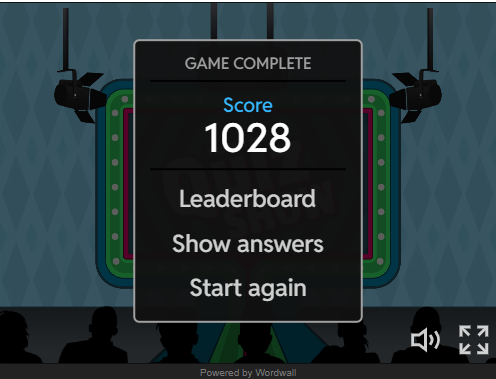 GAME COMPLETE
Score
1028
Leaderboard
Show answers
Start again
Powered by Wordwall